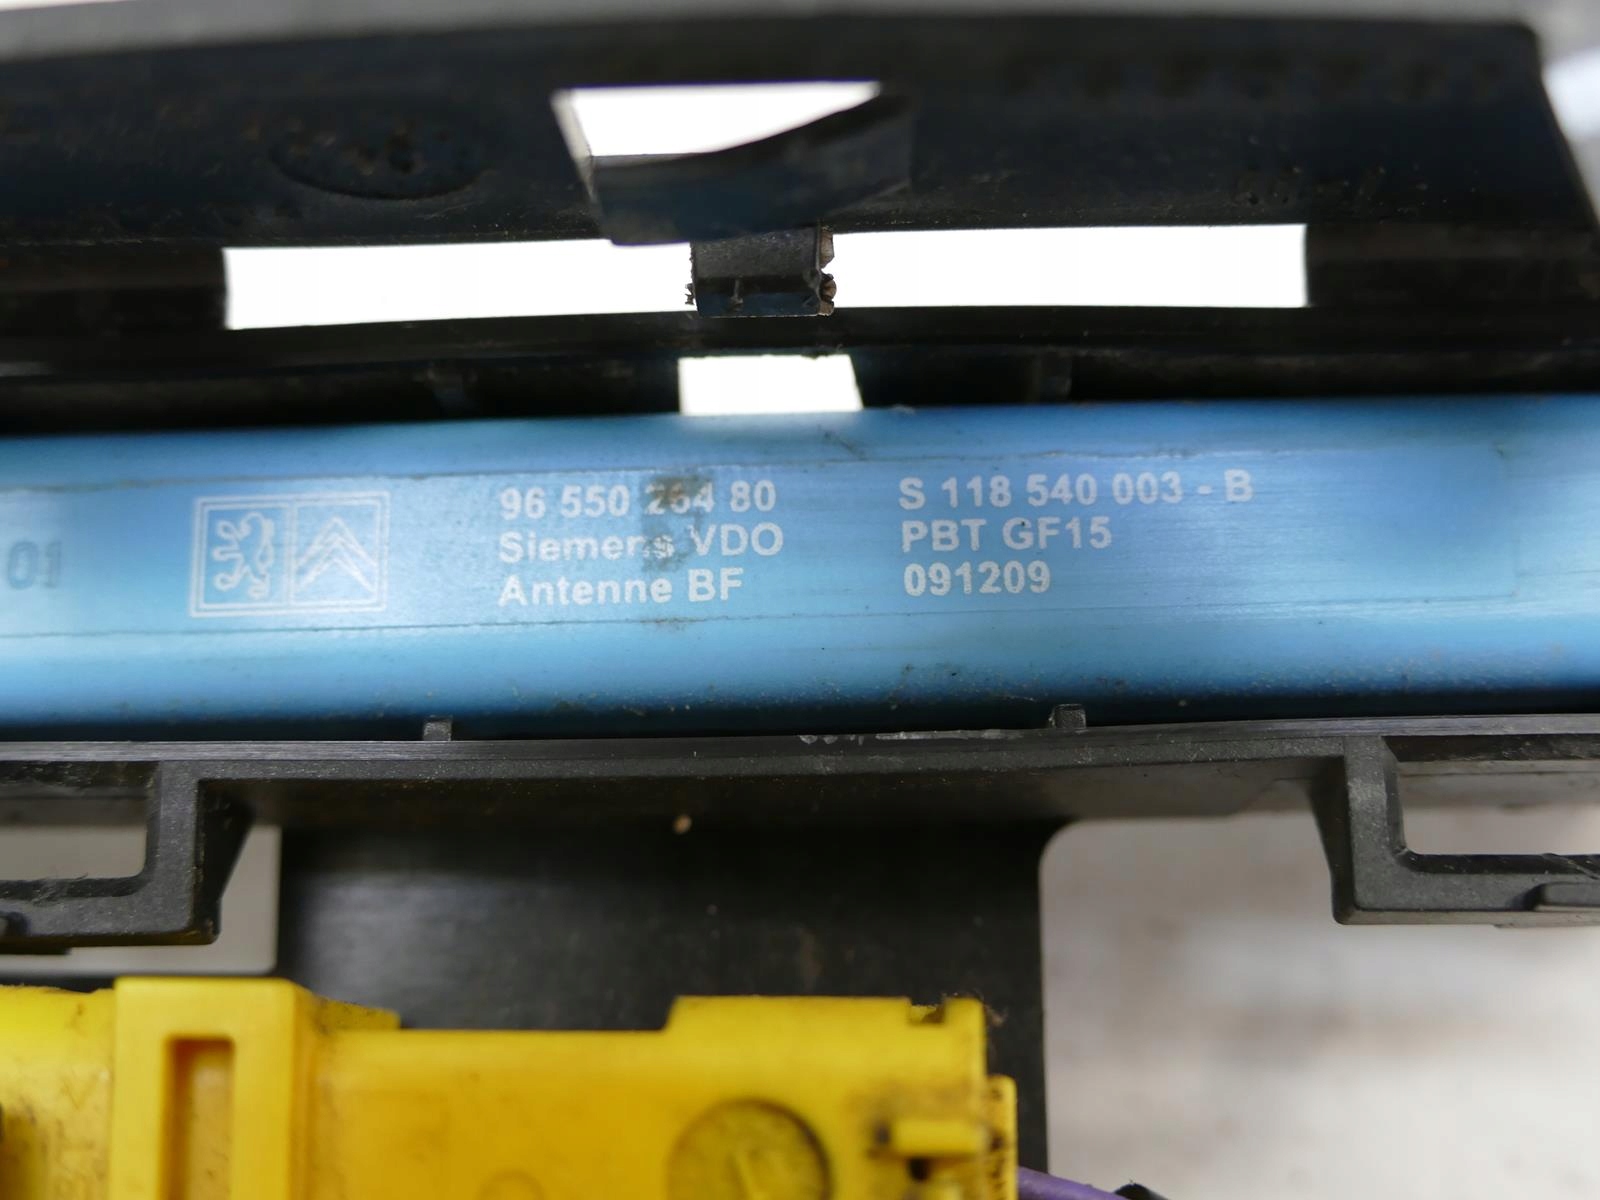 01
96 550 264 80
Siemens VDO
Antenne BF
S 118 540 003 - B
PBT GF15
091209